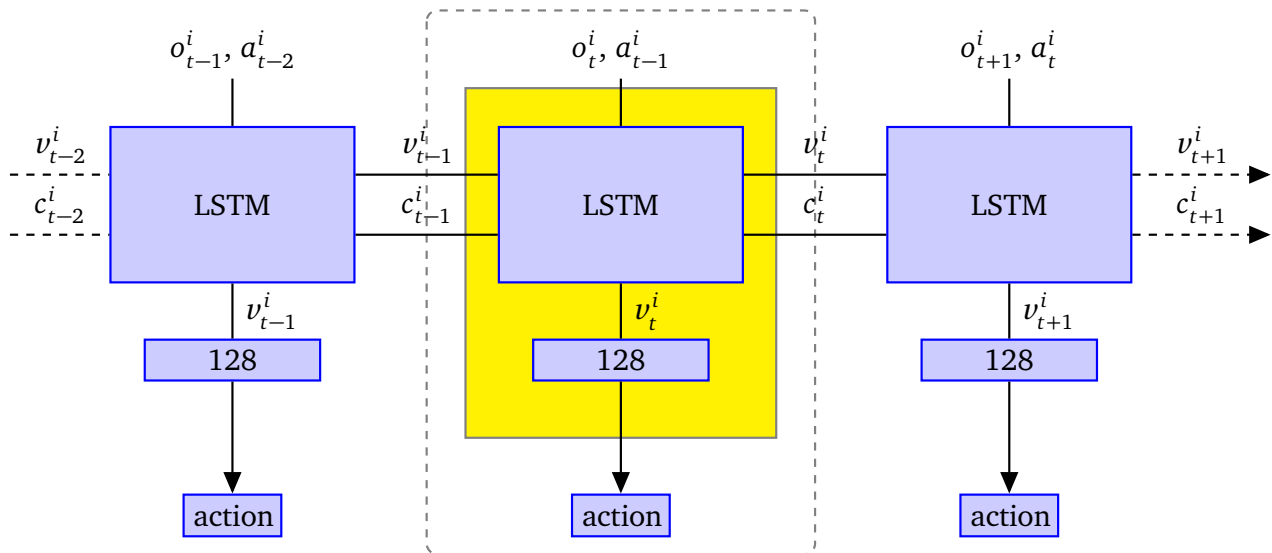 o^i_{t−1}, a^i_{t−2} o^i_t, a^i_{t−1} o^i_{t+1}, a^i_t
v^i_{t−2} v^i_{t−1} v^i_t v^i_{t+1}
LSTM LSTM LSTM
c^i_{t−2} c^i_{t−1} c^i_t c^i_{t+1}
v^i_{t−1} v^i_t v^i_{t+1}
128 128 128
action action action